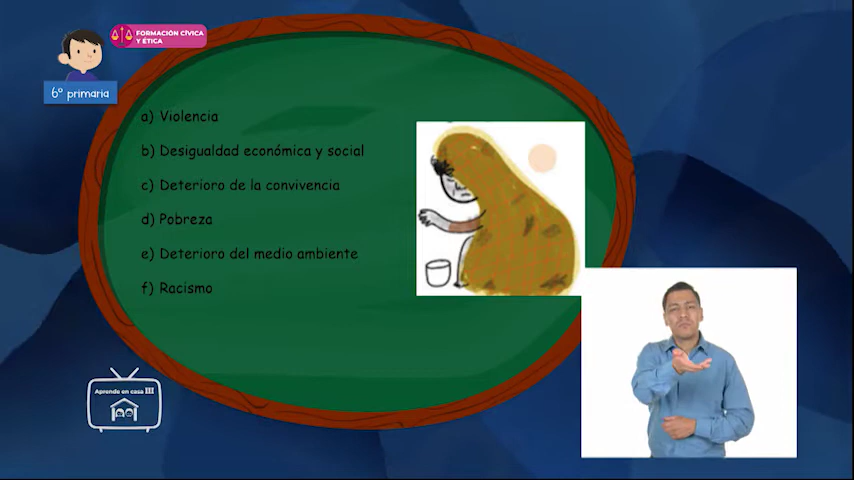 FORMACIÓN CÍVICA
Y ÉTICA
6° primaria
a) Violencia
b) Desigualdad económica y social
c) Deterioro de la convivencia
d) Pobreza
e) Deterioro del medio ambiente
f) Racismo
Aprende en casa III